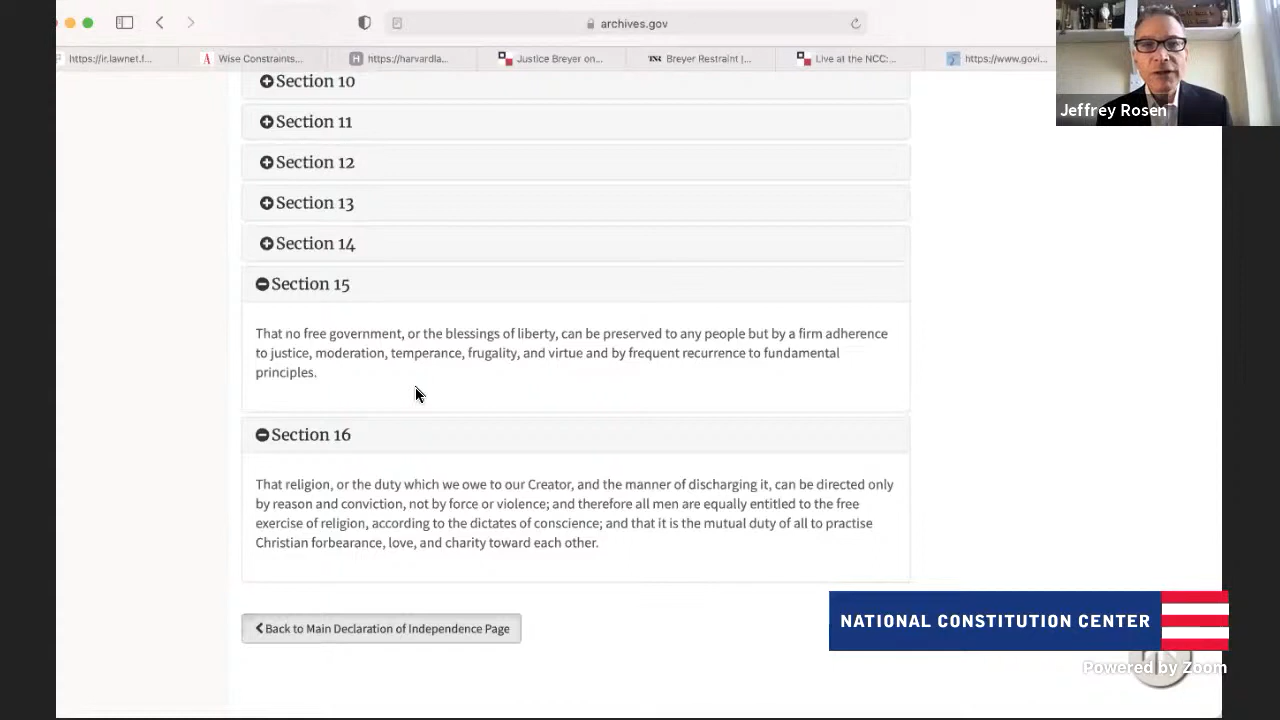 archives.gov
https://ir.lawnet.f...
Wise Constraints...
https://harvardla...
Justice Breyer on...
TNR
Breyer Restraint |...
Live at the NCC:...
https://www.govi...
Jeffrey Rosen
Section 10
Section 11
Section 12
Section 13
Section 14
Section 15
That no free government, or the blessings of liberty, can be preserved to any people but by a firm adherence
to justice, moderation, temperance, frugality, and virtue and by frequent recurrence to fundamental
principles.
Section 16
That religion, or the duty which we owe to our Creator, and the manner of discharging it, can be directed only
by reason and conviction, not by force or violence; and therefore all men are equally entitled to the free
exercise of religion, according to the dictates of conscience; and that it is the mutual duty of all to practise
Christian forbearance, love, and charity toward each other.
Back to Main Declaration of Independence Page
NATIONAL CONSTITUTION CENTER
Powered by Zoom